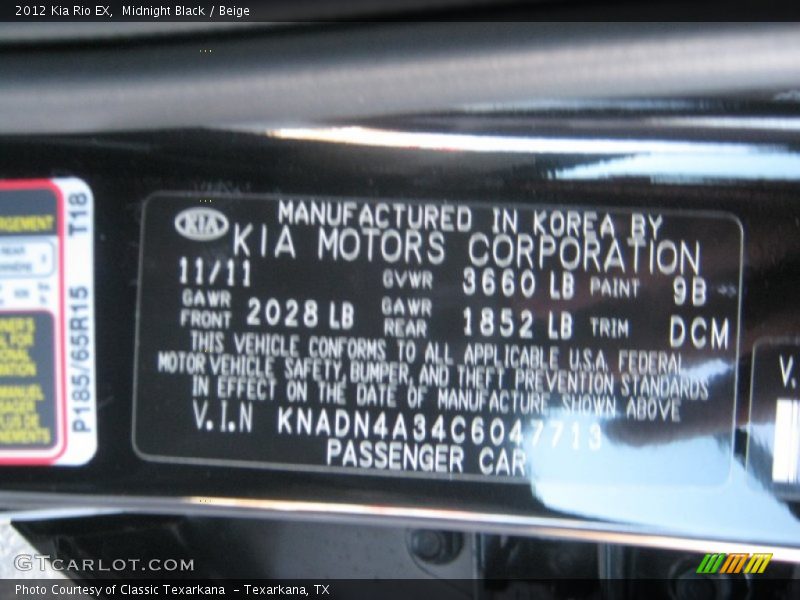 2012 Kia Rio EX, Midnight Black / Beige
MANUFACTURED IN KOREA BY
KIA KIA MOTORS CORPORATION
11/11 GVWR 3660 LB PAINT 9B
GAWR FRONT 2028 LB GAWR REAR 1852 LB TRIM DCM
THIS VEHICLE CONFORMS TO ALL APPLICABLE U.S.A. FEDERAL
MOTOR VEHICLE SAFETY, BUMPER, AND THEFT PREVENTION STANDARDS
IN EFFECT ON THE DATE OF MANUFACTURE SHOWN ABOVE
V.I.N KNADN4A34C6047713
PASSENGER CAR
T18
P185/65R15
V.
GTCARLOT.COM
Photo Courtesy of Classic Texarkana - Texarkana, TX